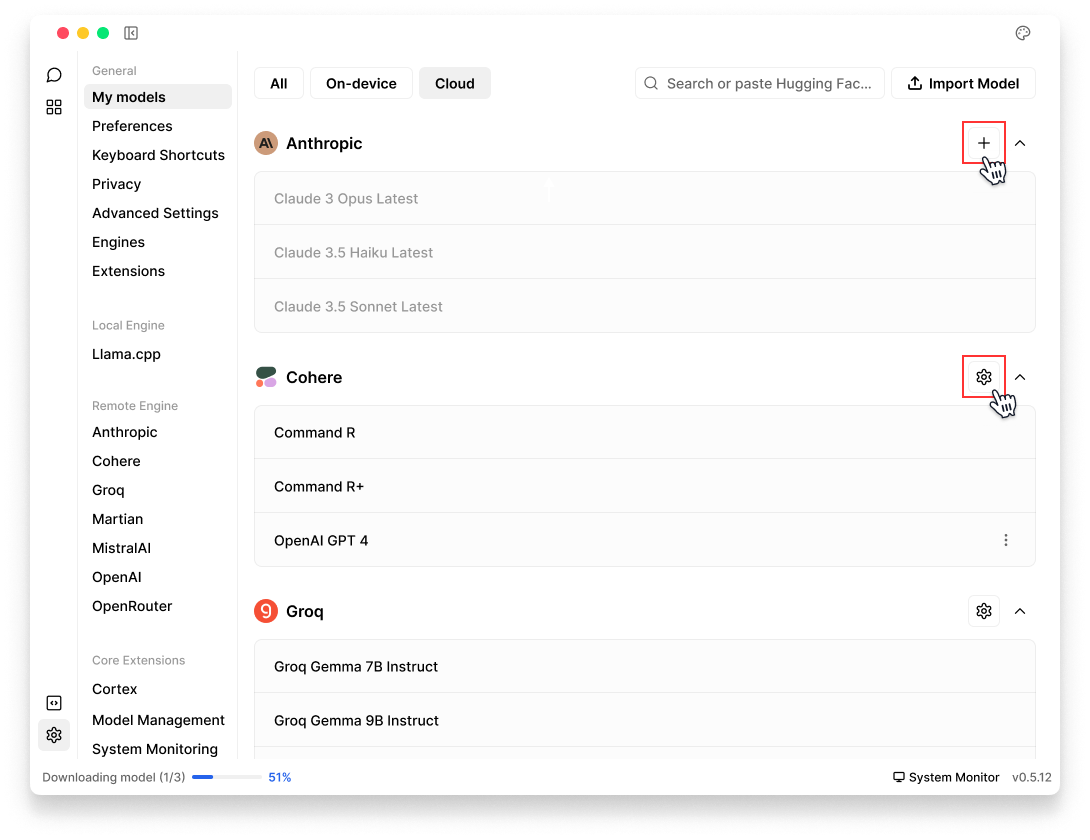 General
My models
Preferences
Keyboard Shortcuts
Privacy
Advanced Settings
Engines
Extensions
Local Engine
Llama.cpp
Remote Engine
Anthropic
Cohere
Groq
Martian
MistralAI
OpenAI
OpenRouter
Core Extensions
Cortex
Model Management
System Monitoring
All On-device Cloud Search or paste Hugging Fac... Import Model
Anthropic
Claude 3 Opus Latest
Claude 3.5 Haiku Latest
Claude 3.5 Sonnet Latest
Cohere
Command R
Command R+
OpenAI GPT 4
Groq
Groq Gemma 7B Instruct
Groq Gemma 9B Instruct
Downloading model (1/3) 51% System Monitor v0.5.12